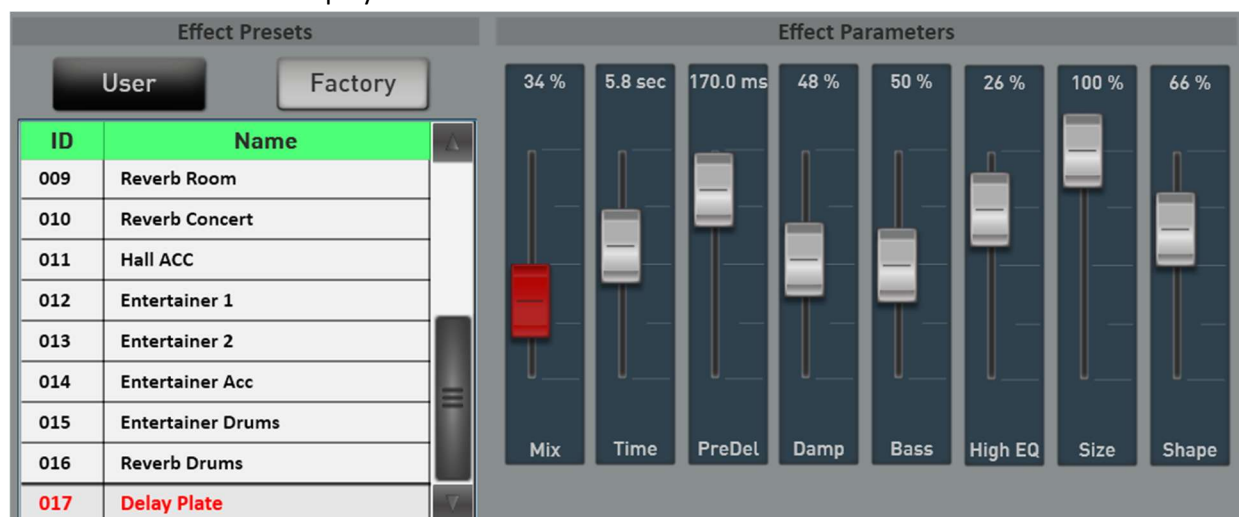 Effect Presets
User Factory
ID Name
009 Reverb Room
010 Reverb Concert
011 Hall ACC
012 Entertainer 1
013 Entertainer 2
014 Entertainer Acc
015 Entertainer Drums
016 Reverb Drums
017 Delay Plate
Effect Parameters
34 % 5.8 sec 170.0 ms 48 % 50 % 26 % 100 % 66 %
Mix Time PreDel Damp Bass High EQ Size Shape